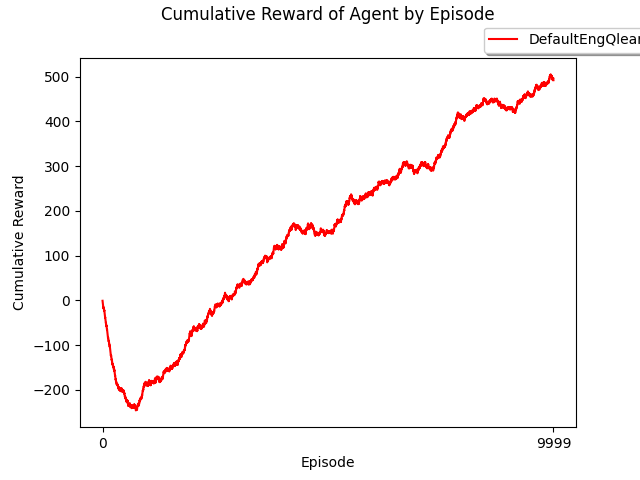 Cumulative Reward of Agent by Episode
DefaultEngQlear
500
400
300
200
100
0
−100
−200
Cumulative Reward
0
9999
Episode